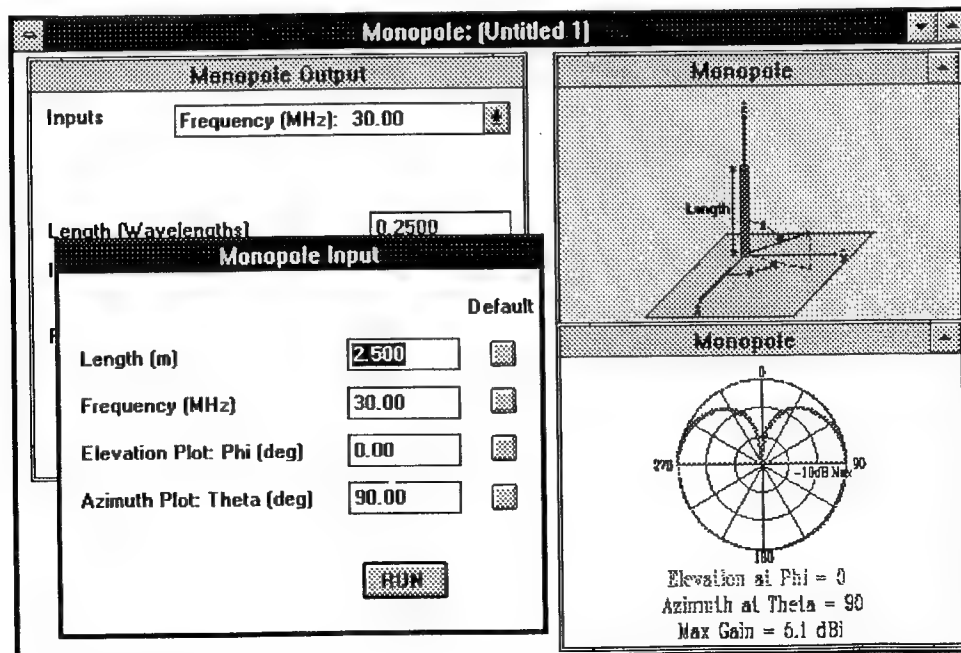 Monopole: (Untitled 1)
Monopole Output
Inputs
Frequency (MHz): 30.00
Length (Wavelengths)
0.2500
Monopole Input
Default
Length (m)
2.500
Frequency (MHz)
30.00
Elevation Plot: Phi (deg)
0.00
Azimuth Plot: Theta (deg)
90.00
RUN
Monopole
Length
Monopole
0
270
90
-10dB Max
180
Elevation at Phi = 0
Azimuth at Theta = 90
Max Gain = 5.1 dBi